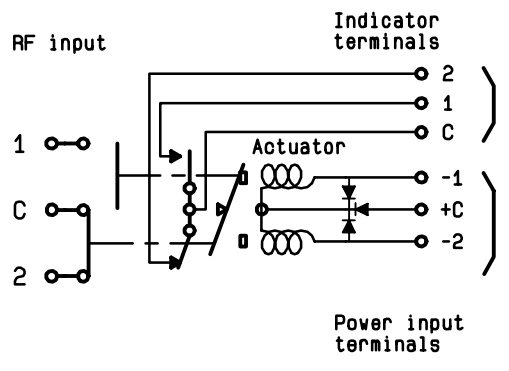 Indicator
terminals
RF input
2
1
C
Actuator
1
-1
C
+C
-2
2
Power input
terminals